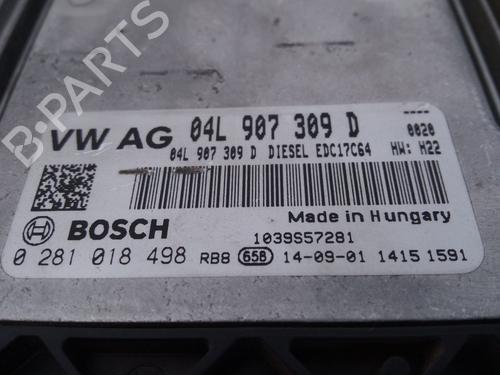 B-PARTS
VW AG 04L 907 309 D
04L 907 309 D DIESEL EDC17C64
----
0020
HW: H22
BOSCH
Made in Hungary
1039S57281
0 281 018 498 RB8 658 14-09-01 1415 1591